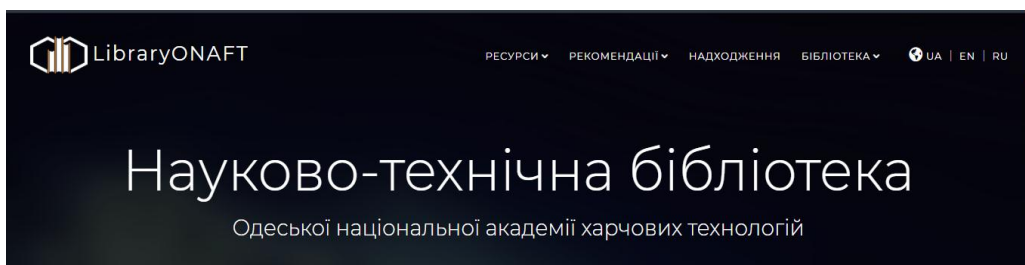 LibraryONAFT
РЕСУРСИ РЕКОМЕНДАЦІЇ НАДХОДЖЕННЯ БІБЛІОТЕКА UA | EN | RU
Науково-технічна бібліотека
Одеської національної академії харчових технологій